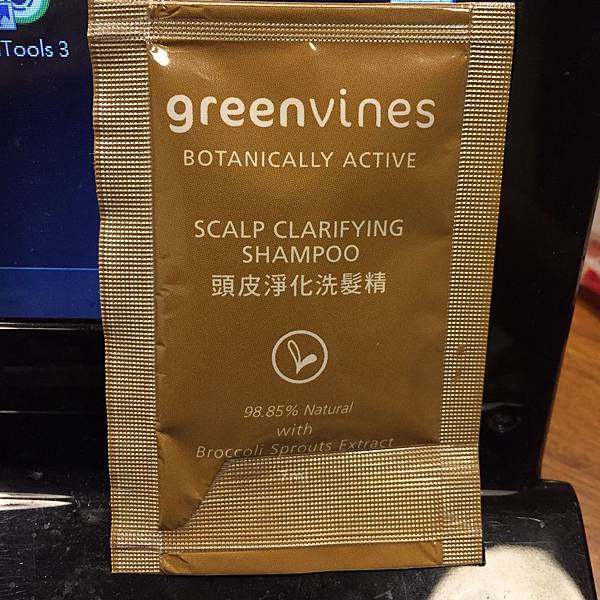 Tools 3
greenvines
BOTANICALLY ACTIVE
SCALP CLARIFYING
SHAMPOO
頭皮淨化洗髮精
98.85% Natural
with
Broccoli Sprouts Extract